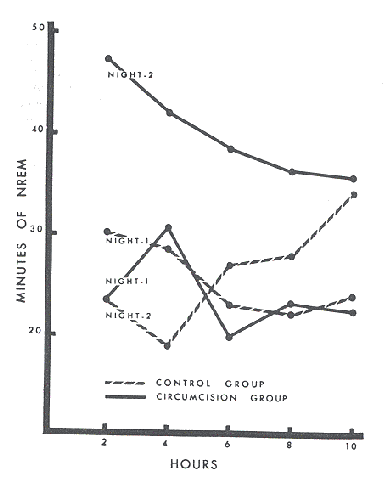 50
NIGHT-2
40
30
NIGHT-1
NIGHT-1
NIGHT-2
20
MINUTES OF NREM
CONTROL GROUP
CIRCUMCISION GROUP
2 4 6 8 10
HOURS